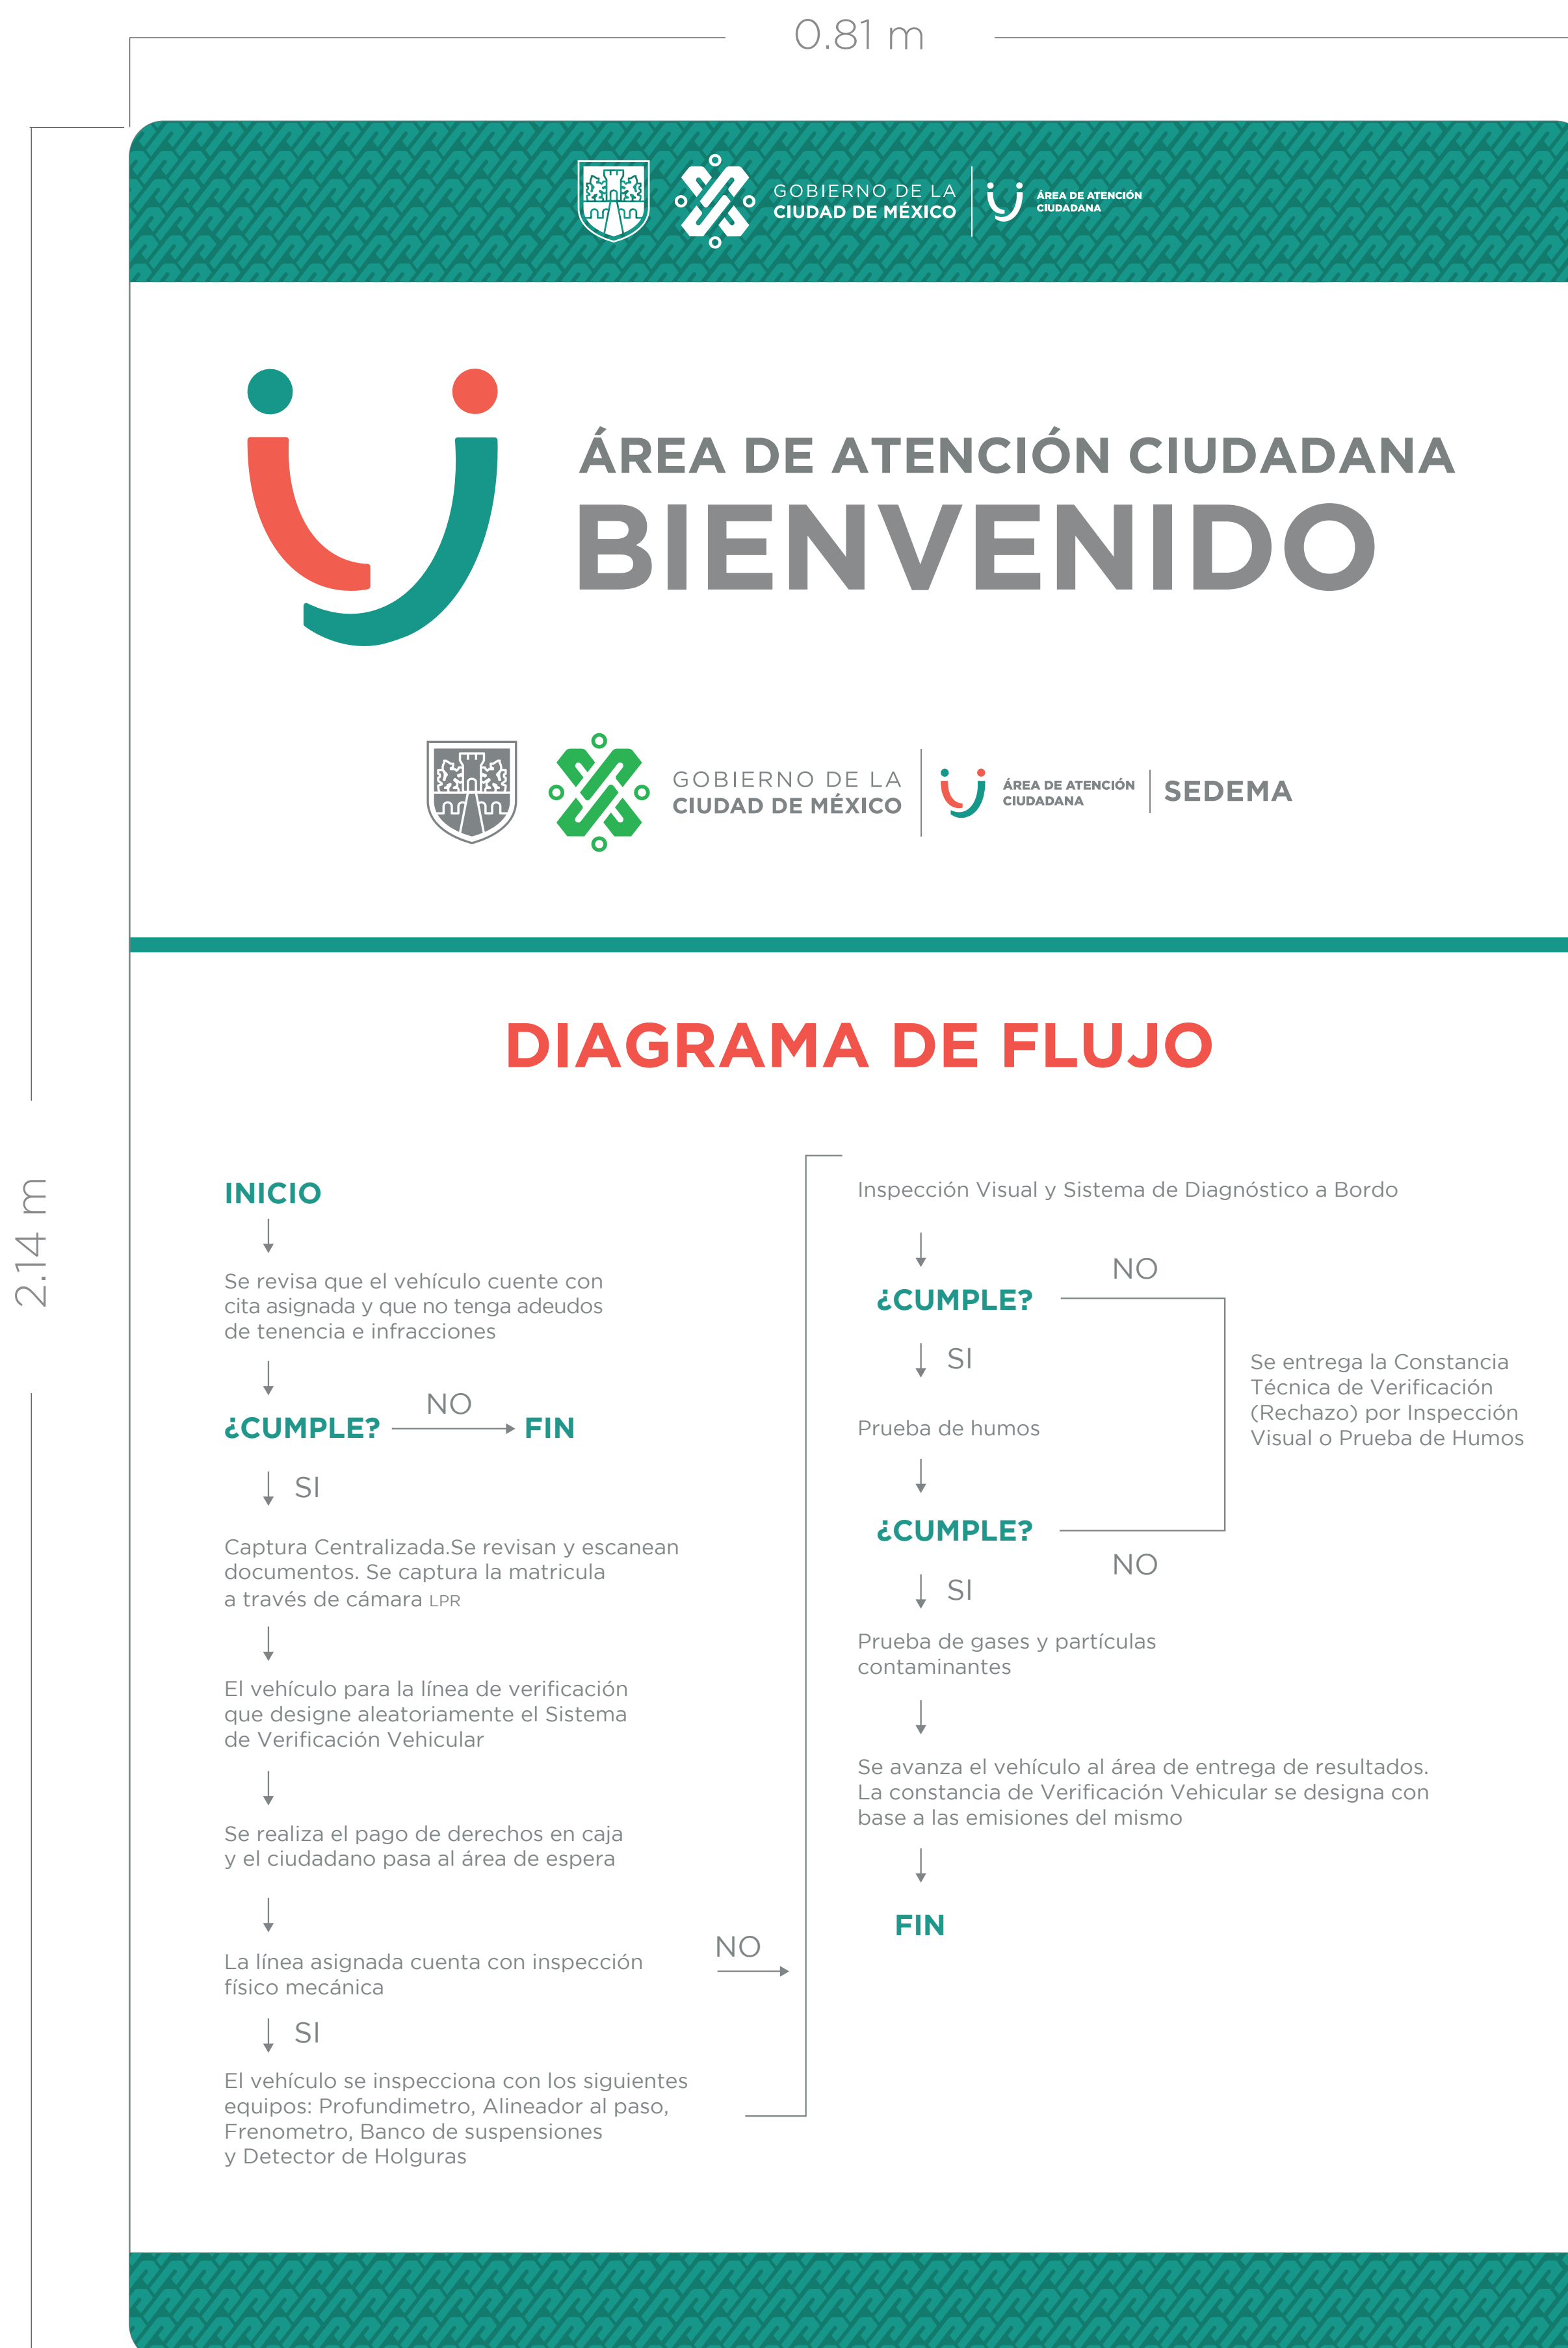 0.81 m
GOBIERNO DE LA
CIUDAD DE MÉXICO
ÁREA DE ATENCIÓN
CIUDADANA
ÁREA DE ATENCIÓN CIUDADANA
BIENVENIDO
GOBIERNO DE LA
CIUDAD DE MÉXICO
ÁREA DE ATENCIÓN
CIUDADANA
SEDEMA
2.14 m
DIAGRAMA DE FLUJO
INICIO
Se revisa que el vehículo cuente con
cita asignada y que no tenga adeudos
de tenencia e infracciones
¿CUMPLE?
NO
FIN
SI
Captura Centralizada.Se revisan y escanean
documentos. Se captura la matricula
a través de cámara LPR
El vehículo para la línea de verificación
que designe aleatoriamente el Sistema
de Verificación Vehicular
Se realiza el pago de derechos en caja
y el ciudadano pasa al área de espera
La línea asignada cuenta con inspección
físico mecánica
NO
SI
El vehículo se inspecciona con los siguientes
equipos: Profundimetro, Alineador al paso,
Frenometro, Banco de suspensiones
y Detector de Holguras
Inspección Visual y Sistema de Diagnóstico a Bordo
¿CUMPLE?
NO
SI
Se entrega la Constancia
Técnica de Verificación
(Rechazo) por Inspección
Visual o Prueba de Humos
Prueba de humos
¿CUMPLE?
NO
SI
Prueba de gases y partículas
contaminantes
Se avanza el vehículo al área de entrega de resultados.
La constancia de Verificación Vehicular se designa con
base a las emisiones del mismo
FIN